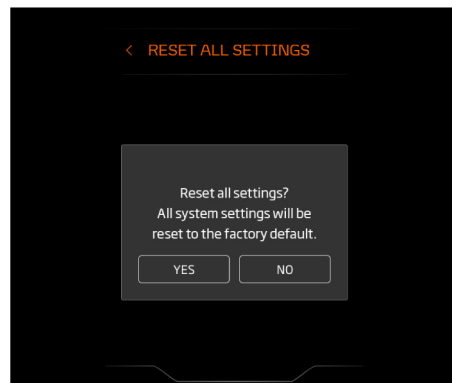 < RESET ALL SETTINGS
Reset all settings?
All system settings will be
reset to the factory default.
YES
NO